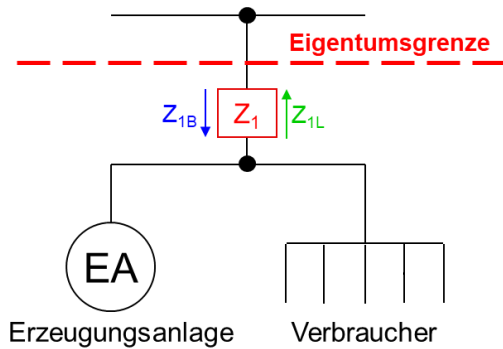 Eigentumsgrenze
Z1B
Z1
Z1L
EA
Erzeugungsanlage
Verbraucher